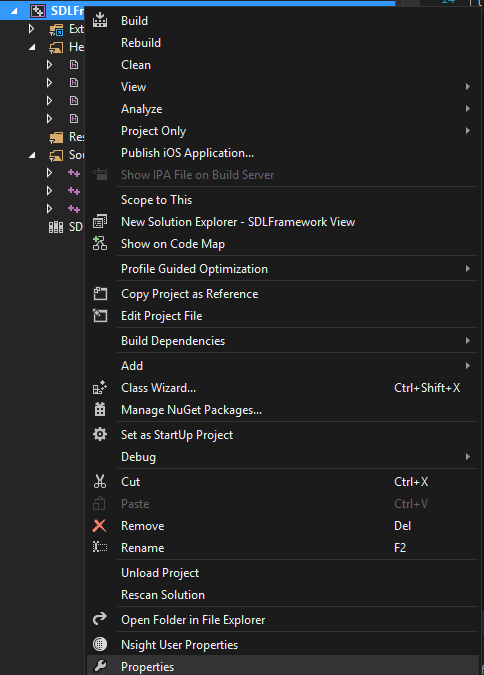 SDLFr
14
Ext
He
Res
Sou
SD
Build
Rebuild
Clean
View
Analyze
Project Only
Publish iOS Application...
Show IPA File on Build Server
Scope to This
New Solution Explorer - SDLFramework View
Show on Code Map
Profile Guided Optimization
Copy Project as Reference
Edit Project File
Build Dependencies
Add
Class Wizard... Ctrl+Shift+X
Manage NuGet Packages...
Set as StartUp Project
Debug
Cut Ctrl+X
Paste Ctrl+V
Remove Del
Rename F2
Unload Project
Rescan Solution
Open Folder in File Explorer
Nsight User Properties
Properties